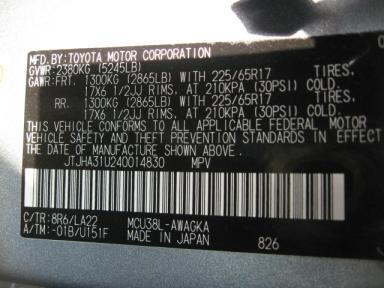 MFD.BY:TOYOTA MOTOR CORPORATION
GVWR:2380KG (5245LB)
GAWR:FRT. 1300KG (2865LB) WITH 225/65R17 TIRES.
17X6 1/2JJ RIMS. AT 210KPA (30PSI) COLD
RR. 1300KG (2865LB) WITH 225/65R17 TIRES.
17X6 1/2JJ RIMS. AT 210KPA (30PSI) COLD
THIS VEHICLE CONFORMS TO ALL APPLICABLE FEDERAL MOTOR
VEHICLE SAFETY AND BUMPER STANDARDS IN EFFECT ON
THE DATE OF MANUFACTURE SHOWN ABOVE.
JTJHA31U240014830 MPV
C/TR:8R6/LA22 MCU38L-AWAGKA
A/TM:-01B/U151F MADE IN JAPAN 826